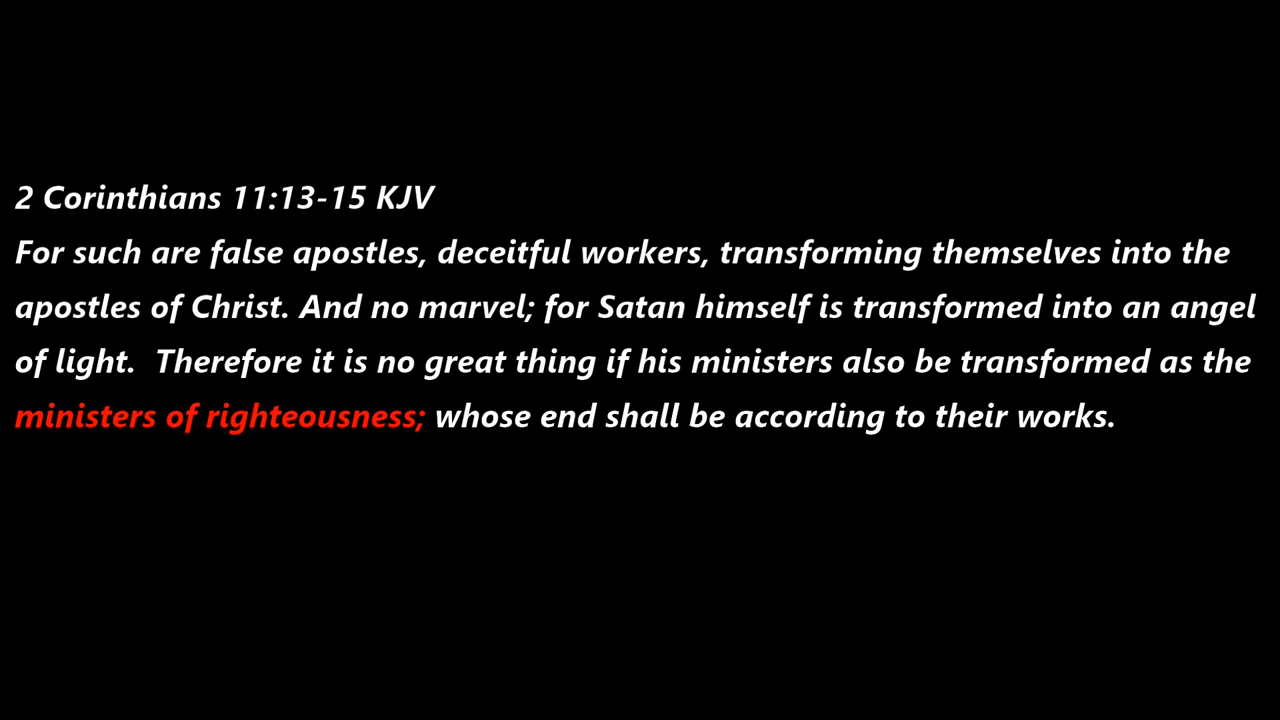 2 Corinthians 11:13-15 KJV
For such are false apostles, deceitful workers, transforming themselves into the
apostles of Christ. And no marvel; for Satan himself is transformed into an angel
of light.  Therefore it is no great thing if his ministers also be transformed as the
ministers of righteousness; whose end shall be according to their works.